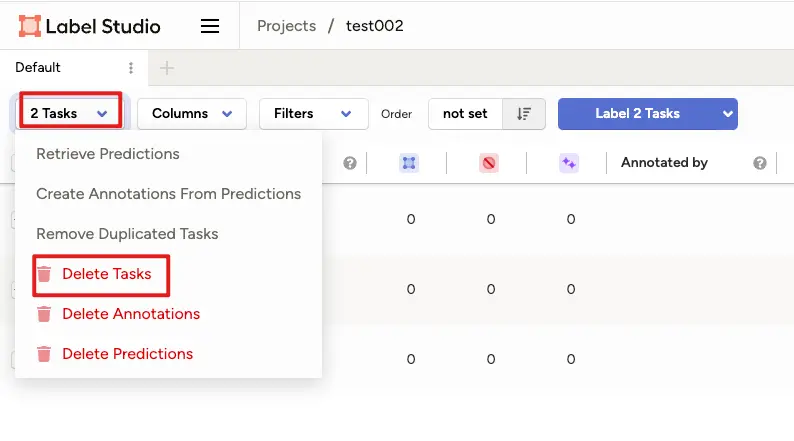 Label Studio Projects / test002
Default
2 Tasks Columns Filters Order not set Label 2 Tasks
Annotated by
Retrieve Predictions
Create Annotations From Predictions
Remove Duplicated Tasks
0 0 0
Delete Tasks
0 0 0
Delete Annotations
Delete Predictions
0 0 0